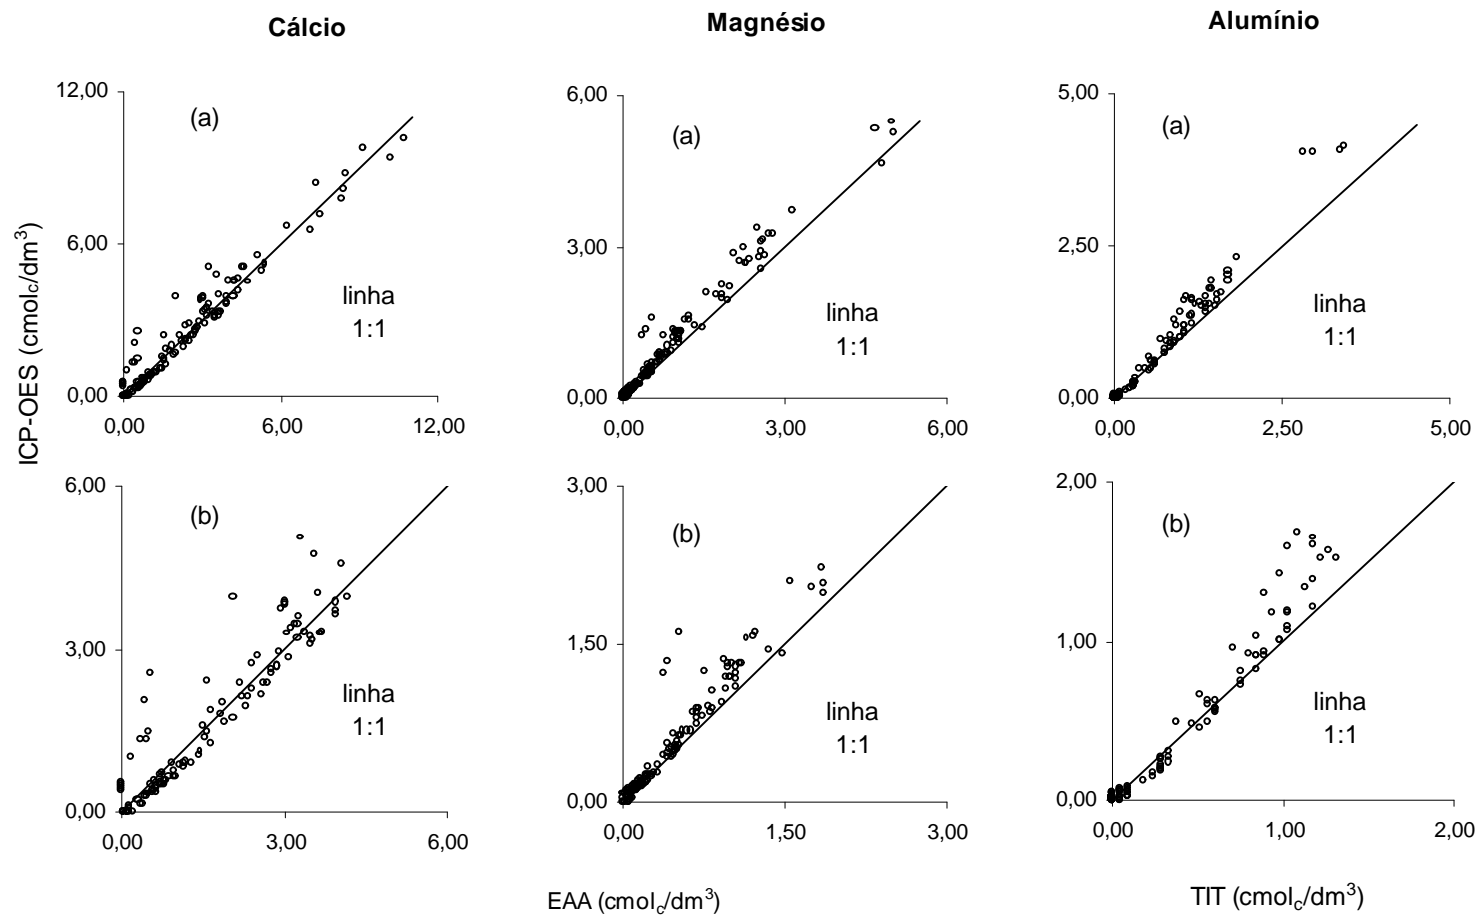 Cálcio
Magnésio
Alumínio
12,00
6,00
0,00
0,00
6,00
12,00
(a)
linha
1:1
6,00
3,00
0,00
0,00
3,00
6,00
(a)
linha
1:1
5,00
2,50
0,00
0,00
2,50
5,00
(a)
linha
1:1
ICP-OES (cmolc/dm³)
6,00
3,00
0,00
0,00
3,00
6,00
(b)
linha
1:1
3,00
1,50
0,00
0,00
1,50
3,00
(b)
linha
1:1
2,00
1,00
0,00
0,00
1,00
2,00
(b)
linha
1:1
EAA (cmolc/dm³)
TIT (cmolc/dm³)